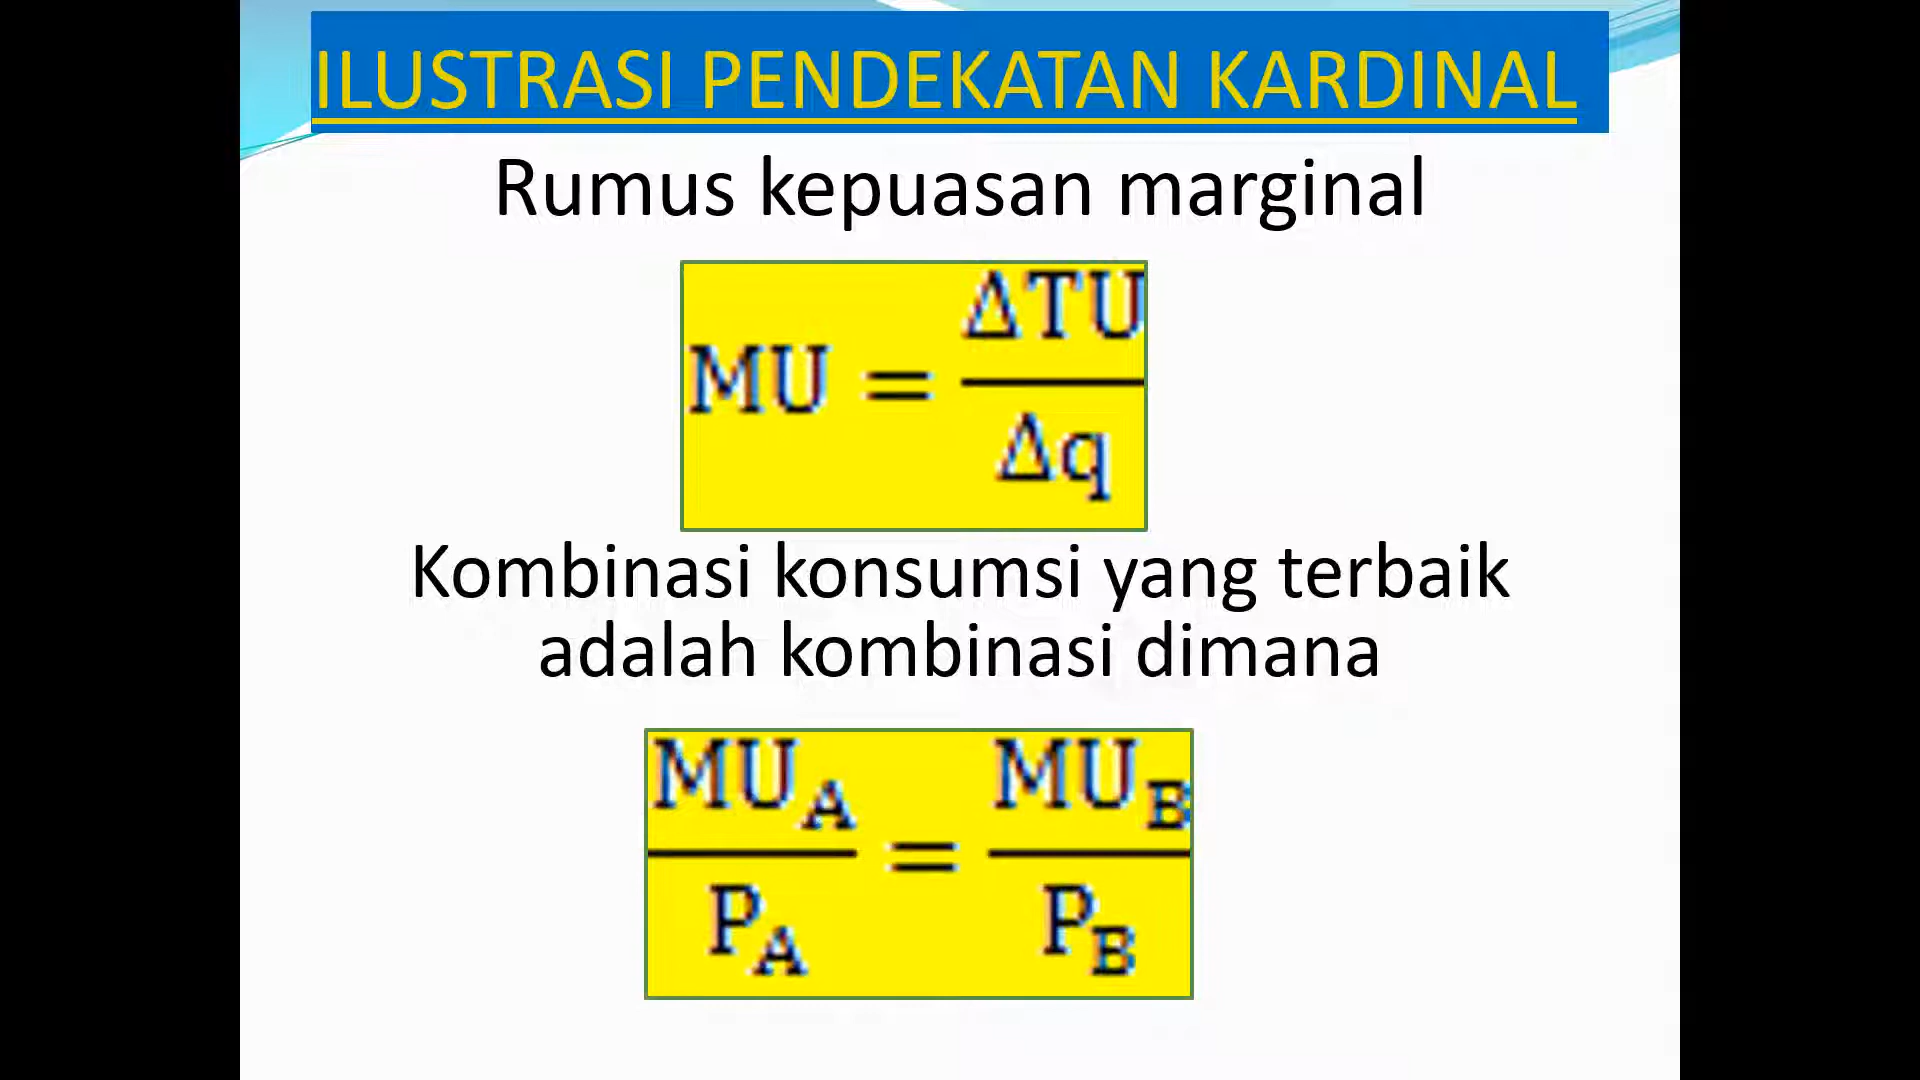 ILUSTRASI PENDEKATAN KARDINAL
Rumus kepuasan marginal
MU = ΔTU / Δq
Kombinasi konsumsi yang terbaik
adalah kombinasi dimana
MU_A / P_A = MU_B / P_B